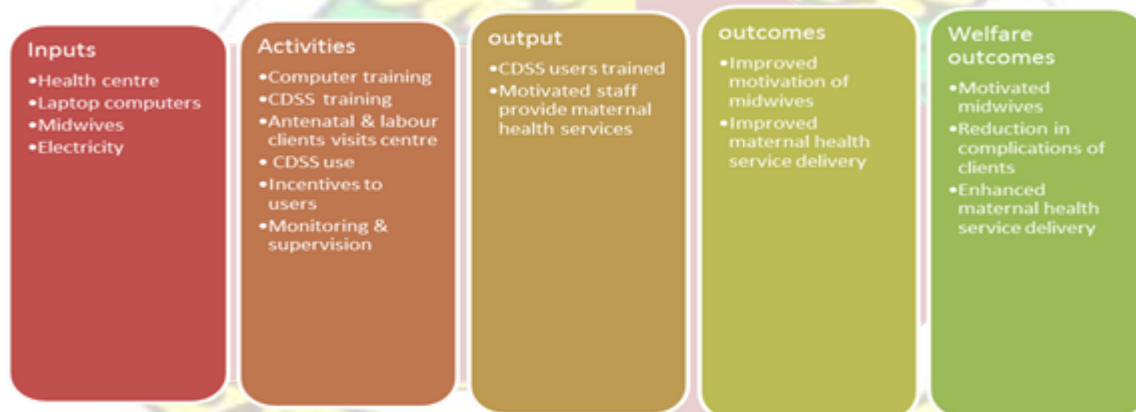 Inputs
•Health centre
•Laptop computers
•Midwives
•Electricity
Activities
•Computer training
•CDSS training
•Antenatal & labour
clients visits centre
• CDSS use
•Incentives to
users
•Monitoring &
supervision
output
•CDSS users trained
•Motivated staff
provide maternal
health services
outcomes
•Improved
motivation of
midwives
•Improved
maternal health
service delivery
Welfare
outcomes
•Motivated
midwives
•Reduction in
complications of
clients
•Enhanced
maternal health
service delivery